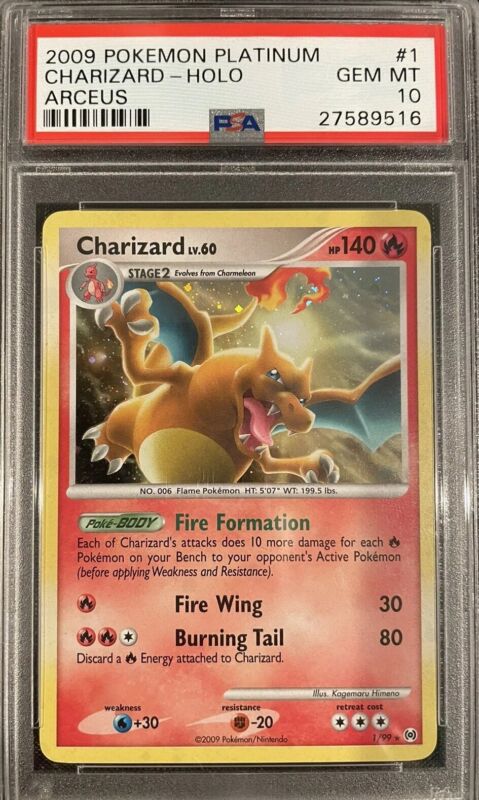 2009 POKEMON PLATINUM #1
CHARIZARD - HOLO GEM MT
ARCEUS 10
PSA 27589516
Charizard LV.60 HP 140
STAGE2 Evolves from Charmeleon
NO. 006 Flame Pokémon HT: 5'07" WT: 199.5 lbs.
Poké-BODY Fire Formation
Each of Charizard's attacks does 10 more damage for each
Pokémon on your Bench to your opponent's Active Pokémon
(before applying Weakness and Resistance).
Fire Wing 30
Burning Tail 80
Discard a Energy attached to Charizard.
Illus. Kagemaru Himeno
weakness resistance retreat cost
+30 -20
©2009 Pokémon/Nintendo 1/99